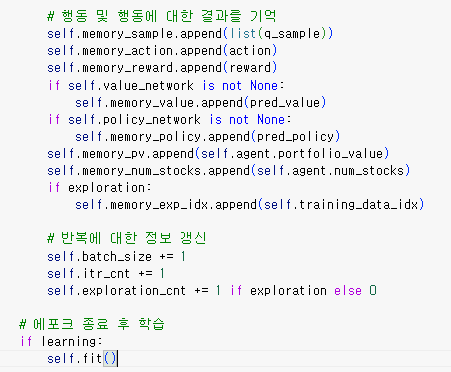 # 행동 및 행동에 대한 결과를 기억
self.memory_sample.append(list(q_sample))
self.memory_action.append(action)
self.memory_reward.append(reward)
if self.value_network is not None:
self.memory_value.append(pred_value)
if self.policy_network is not None:
self.memory_policy.append(pred_policy)
self.memory_pv.append(self.agent.portfolio_value)
self.memory_num_stocks.append(self.agent.num_stocks)
if exploration:
self.memory_exp_idx.append(self.training_data_idx)
# 반복에 대한 정보 갱신
self.batch_size += 1
self.itr_cnt += 1
self.exploration_cnt += 1 if exploration else 0
# 에포크 종료 후 학습
if learning:
self.fit()